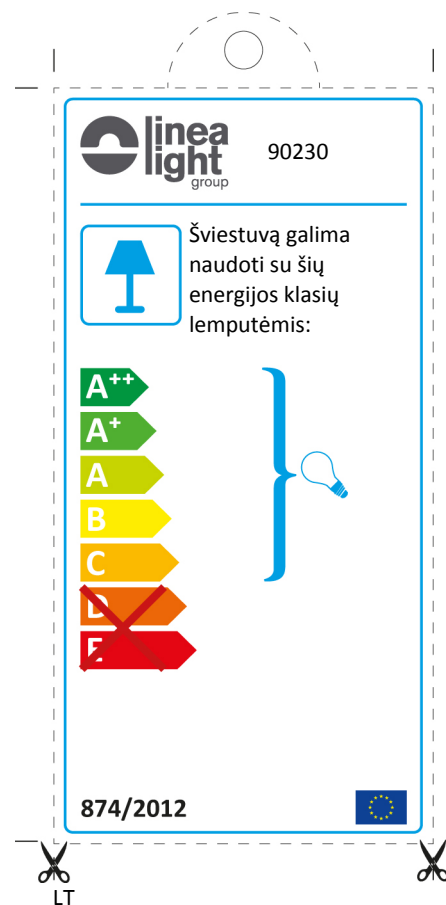 linea
light
group
90230
Šviestuvą galima
naudoti su šių
energijos klasių
lemputėmis:
A++
A+
A
B
C
D
E
874/2012
LT